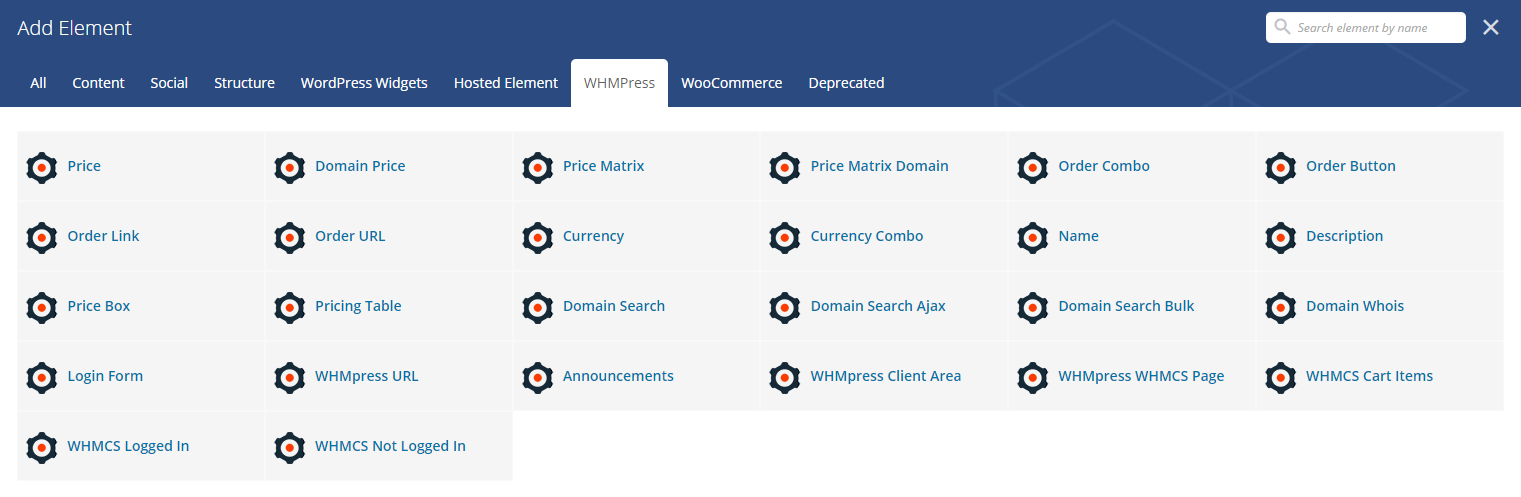 Add Element
Search element by name
All Content Social Structure WordPress Widgets Hosted Element WHMPress WooCommerce Deprecated
Price Domain Price Price Matrix Price Matrix Domain Order Combo Order Button
Order Link Order URL Currency Currency Combo Name Description
Price Box Pricing Table Domain Search Domain Search Ajax Domain Search Bulk Domain Whois
Login Form WHMpress URL Announcements WHMpress Client Area WHMpress WHMCS Page WHMCS Cart Items
WHMCS Logged In WHMCS Not Logged In